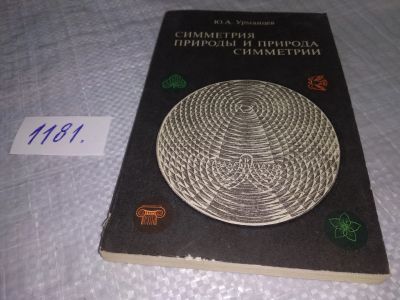 Ю.А. Урманцев
СИММЕТРИЯ
ПРИРОДЫ И ПРИРОДА
СИММЕТРИИ
1181.